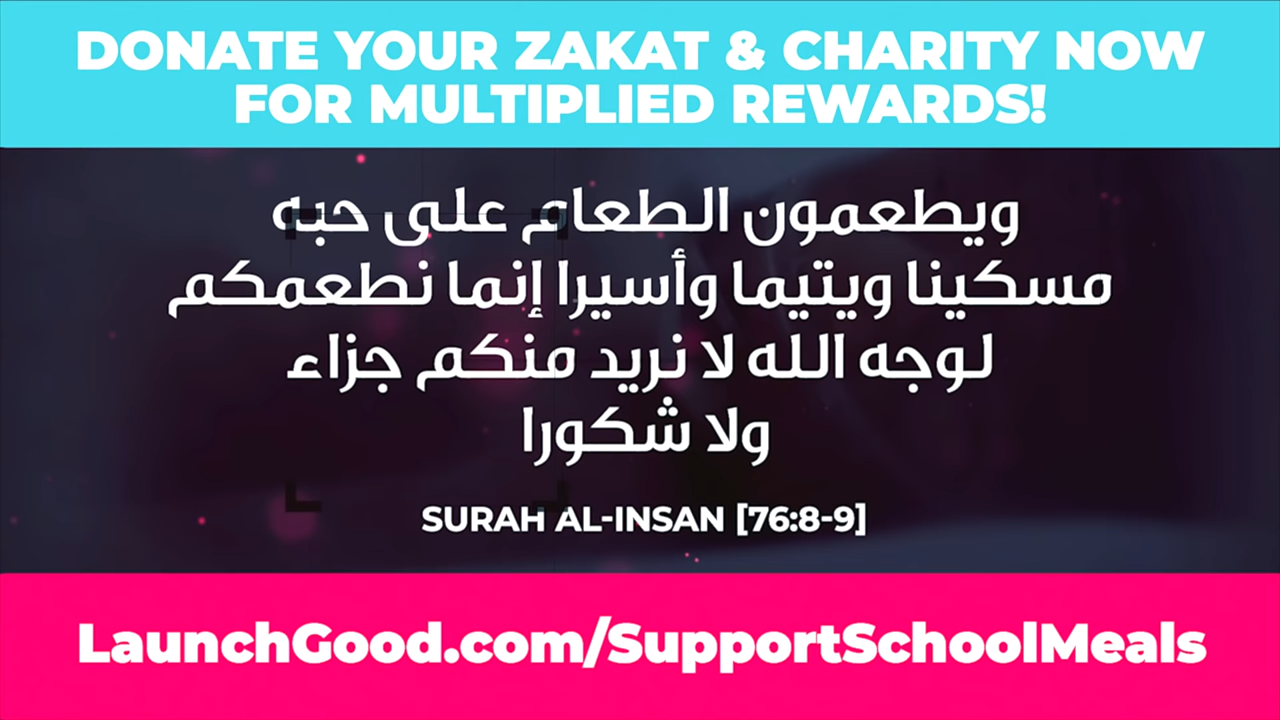 DONATE YOUR ZAKAT & CHARITY NOW
FOR MULTIPLIED REWARDS!
ويطعمون الطعام على حبه
مسكينا ويتيما وأسيرا إنما نطعمكم
لوجه الله لا نريد منكم جزاء
ولا شكورا
SURAH AL-INSAN [76:8-9]
LaunchGood.com/SupportSchoolMeals